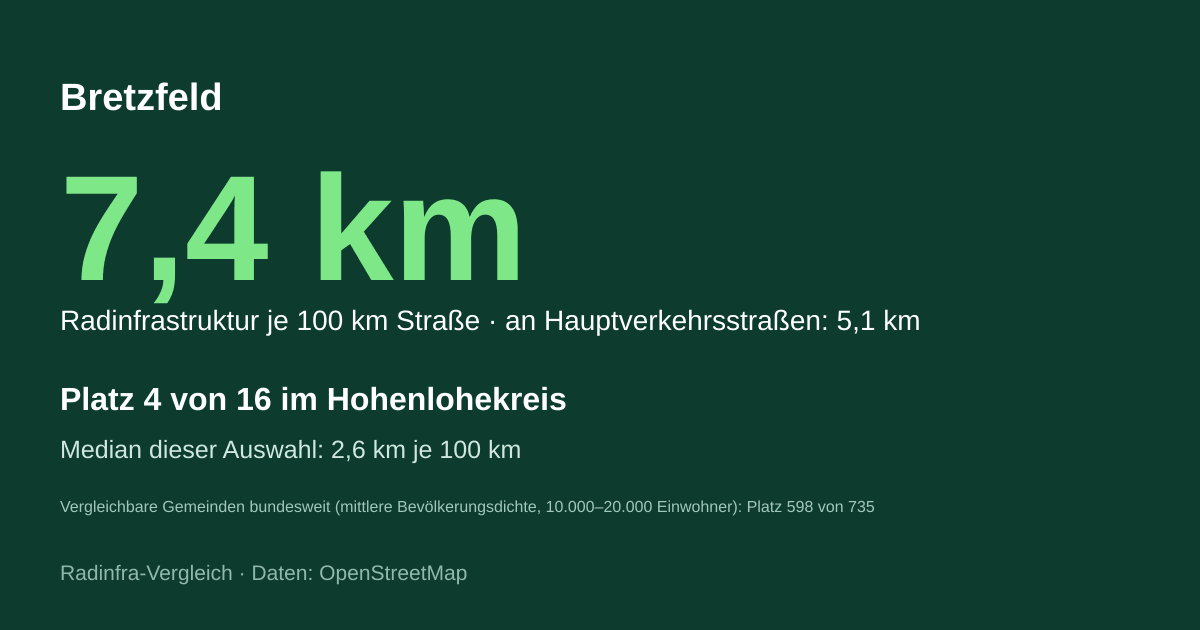 Bretzfeld
7,4 km
Radinfrastruktur je 100 km Straße · an Hauptverkehrsstraßen: 5,1 km
Platz 4 von 16 im Hohenlohekreis
Median dieser Auswahl: 2,6 km je 100 km
Vergleichbare Gemeinden bundesweit (mittlere Bevölkerungsdichte, 10.000–20.000 Einwohner): Platz 598 von 735
Radinfra-Vergleich · Daten: OpenStreetMap